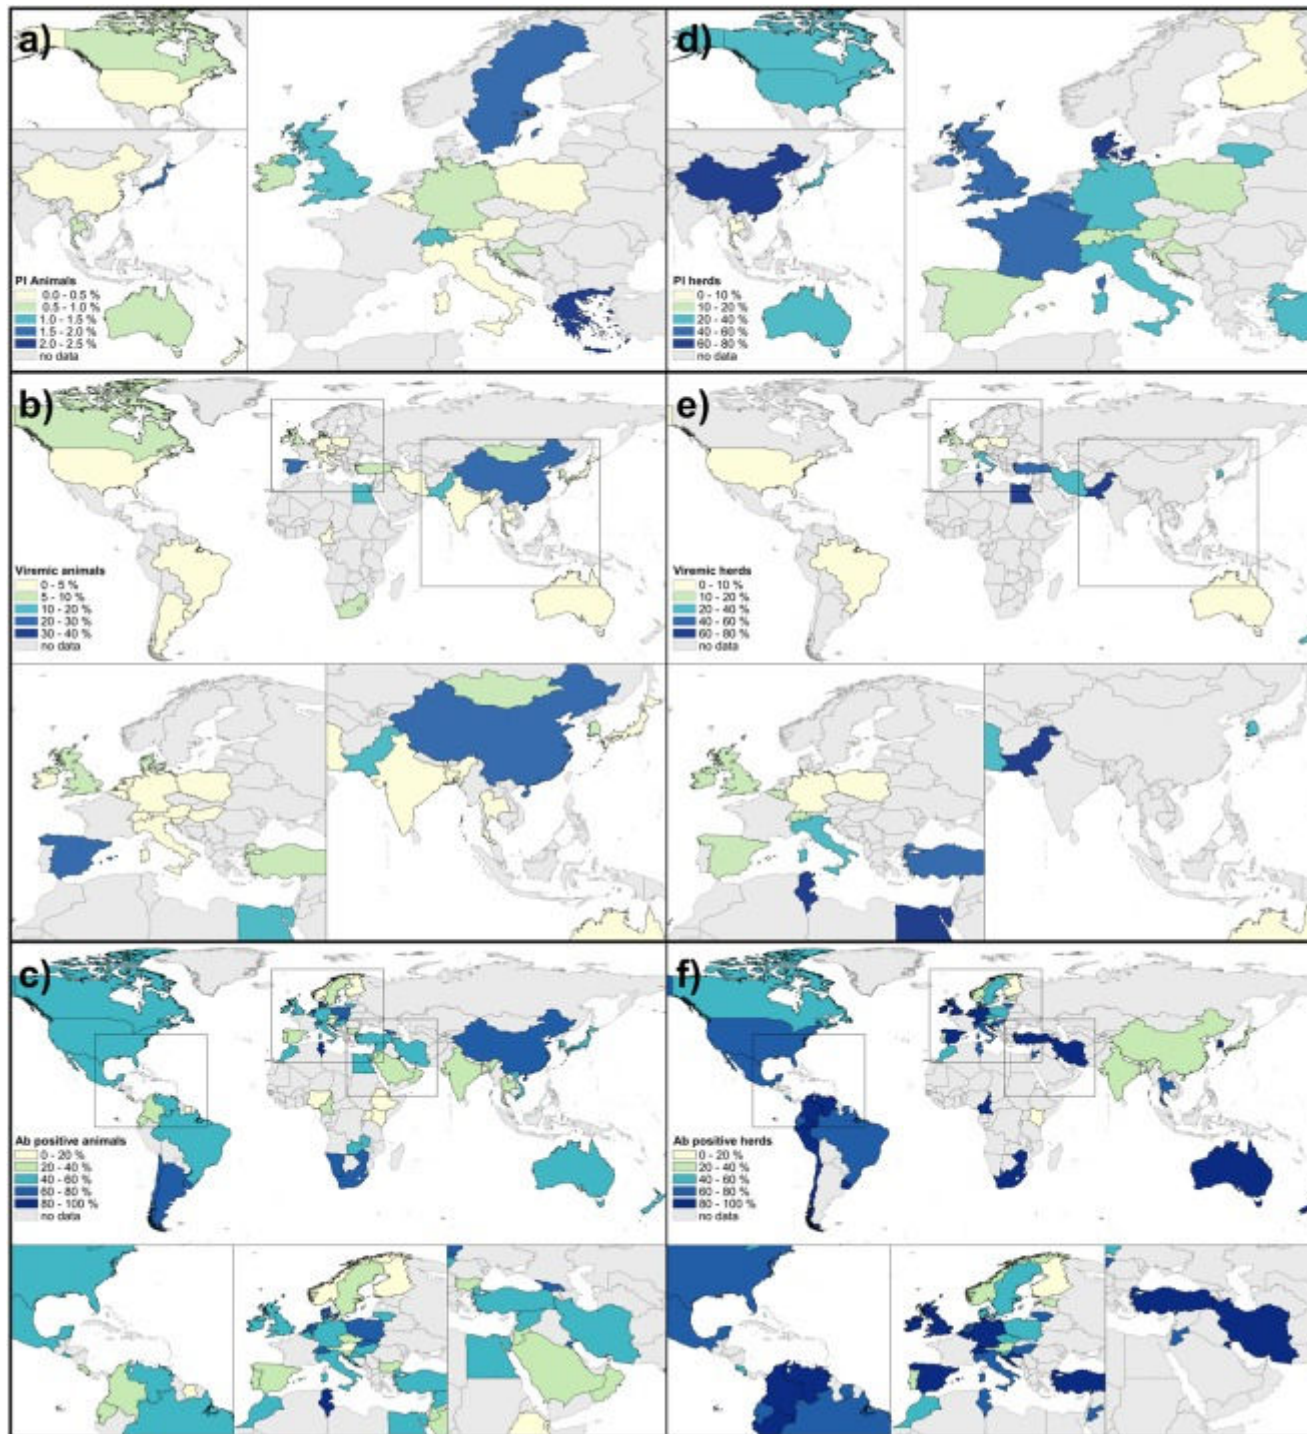 a)
PI Animals
0.0 - 0.5 %
0.5 - 1.0 %
1.0 - 1.5 %
1.5 - 2.0 %
2.0 - 2.5 %
no data
d)
PI herds
0 - 10%
10 - 20%
20 - 40%
40 - 60%
60 - 80%
no data
b)
Viremic animals
0 - 5 %
5 - 10 %
10 - 20 %
20 - 30 %
30 - 40 %
no data
e)
Viremic herds
0 - 10 %
10 - 20 %
20 - 40 %
40 - 60 %
60 - 80 %
no data
c)
Ab positive animals
0 - 20 %
20 - 40 %
40 - 60 %
60 - 80 %
80 - 100 %
no data
f)
Ab positive herds
0 - 20 %
20 - 40%
40 - 60 %
60 - 80 %
80 - 100 %
no data